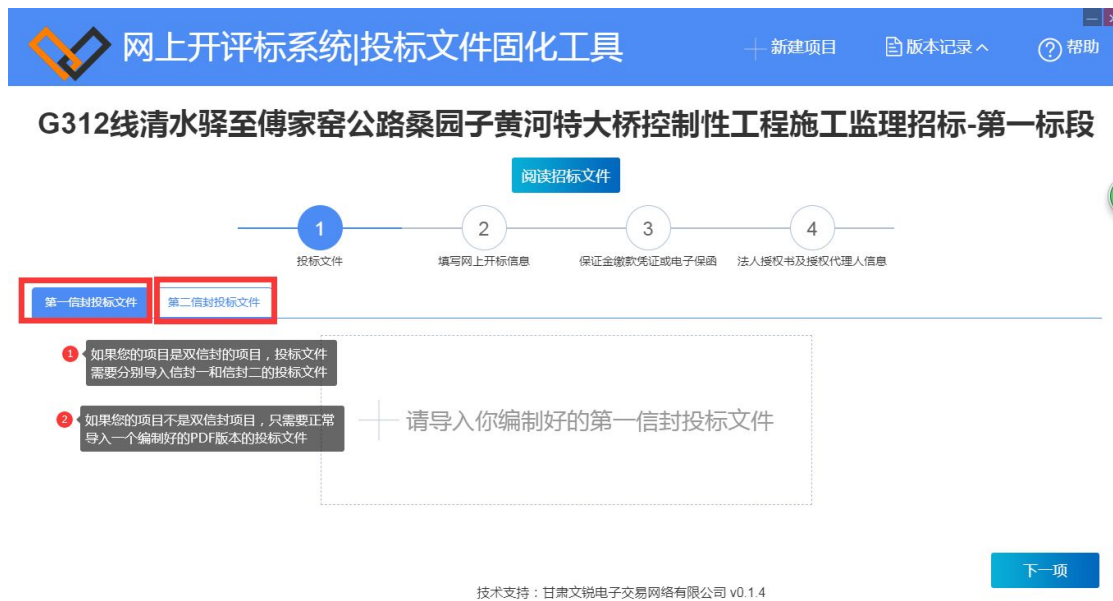 网上开评标系统|投标文件固化工具
新建项目
版本记录
帮助
G312线清水驿至傅家窑公路桑园子黄河特大桥控制性工程施工监理招标-第一标段
阅读招标文件
1
2
3
4
投标文件
填写网上开标信息
保证金缴款凭证或电子保函
法人授权书及授权代理人信息
第一信封投标文件
第二信封投标文件
1 如果您的项目是双信封的项目，投标文件
需要分别导入信封一和信封二的投标文件
2 如果您的项目不是双信封项目，只需要正常
导入一个编制好的PDF版本的投标文件
请导入你编制好的第一信封投标文件
下一项
技术支持：甘肃文锐电子交易网络有限公司 v0.1.4